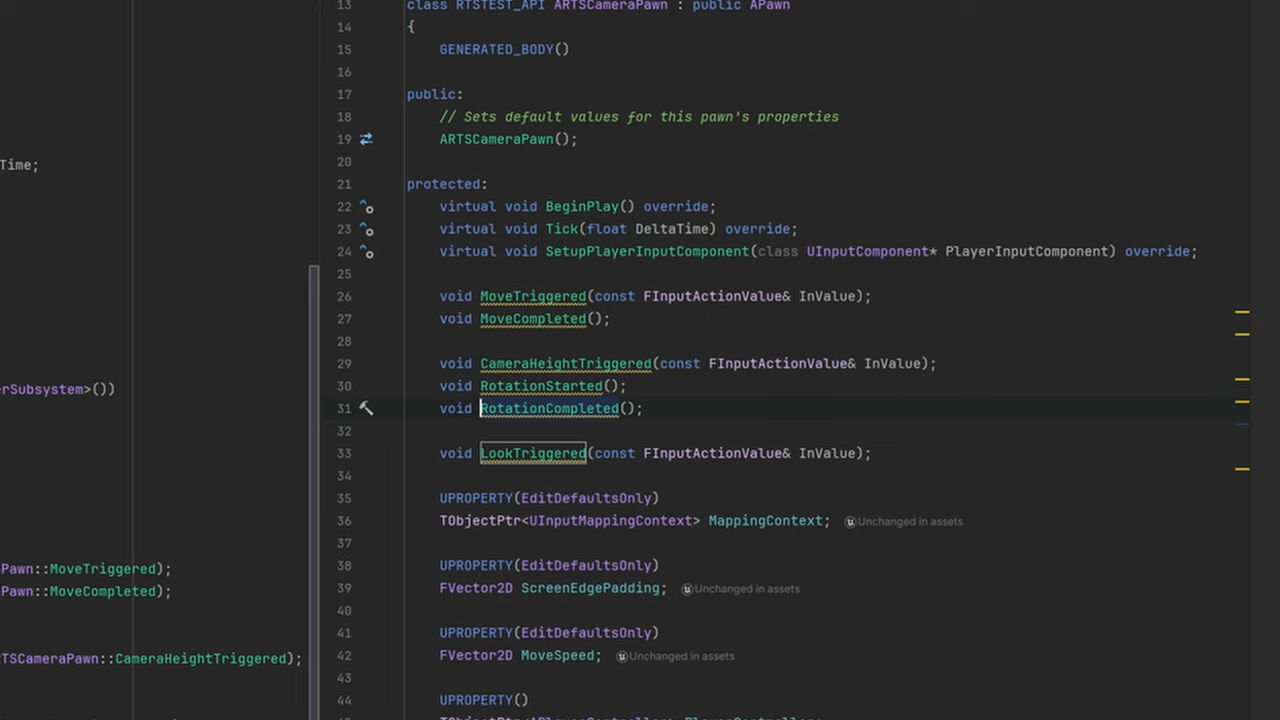 Time;
erSubsystem>())
Pawn::MoveTriggered);
Pawn::MoveCompleted);
TSCameraPawn::CameraHeightTriggered);
13 class RTSTEST_API ARTSCameraPawn : public APawn
14 {
15 GENERATED_BODY()
16
17 public:
18 // Sets default values for this pawn's properties
19 ARTSCameraPawn();
20
21 protected:
22 virtual void BeginPlay() override;
23 virtual void Tick(float DeltaTime) override;
24 virtual void SetupPlayerInputComponent(class UInputComponent* PlayerInputComponent) override;
25
26 void MoveTriggered(const FInputActionValue& InValue);
27 void MoveCompleted();
28
29 void CameraHeightTriggered(const FInputActionValue& InValue);
30 void RotationStarted();
31 void RotationCompleted();
32
33 void LookTriggered(const FInputActionValue& InValue);
34
35 UPROPERTY(EditDefaultsOnly)
36 TObjectPtr<UInputMappingContext> MappingContext; Unchanged in assets
37
38 UPROPERTY(EditDefaultsOnly)
39 FVector2D ScreenEdgePadding; Unchanged in assets
40
41 UPROPERTY(EditDefaultsOnly)
42 FVector2D MoveSpeed; Unchanged in assets
43
44 UPROPERTY()